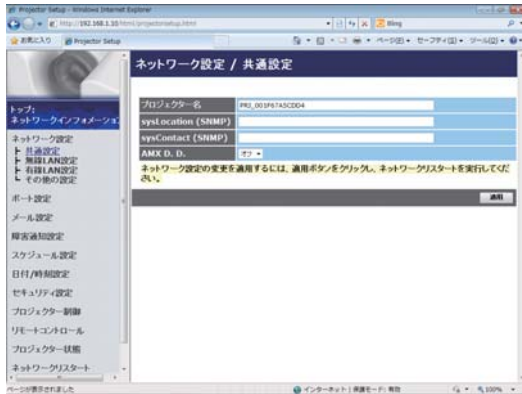 Projector Setup - Windows Internet Explorer
http://192.168.1.10/html/projectorsetup.html
Bing
お気に入り
Projector Setup
ページ(P)
セーフティ(S)
ツール(O)
ネットワーク設定 / 共通設定
トップ:
ネットワークインフォメーション
ネットワーク設定
共通設定
無線LAN設定
有線LAN設定
その他の設定
ポート設定
メール設定
障害通知設定
スケジュール設定
日付/時刻設定
セキュリティ設定
プロジェクター制御
リモートコントロール
プロジェクター状態
ネットワークリスタート
プロジェクター名
PRJ_001F67A5CDD4
sysLocation (SNMP)
sysContact (SNMP)
AMX D. D.
オフ
ネットワーク設定の変更を適用するには、適用ボタンをクリックし、ネットワークリスタートを実行してくだ
さい。
適用
ページが表示されました
インターネット | 保護モード: 有効
100%